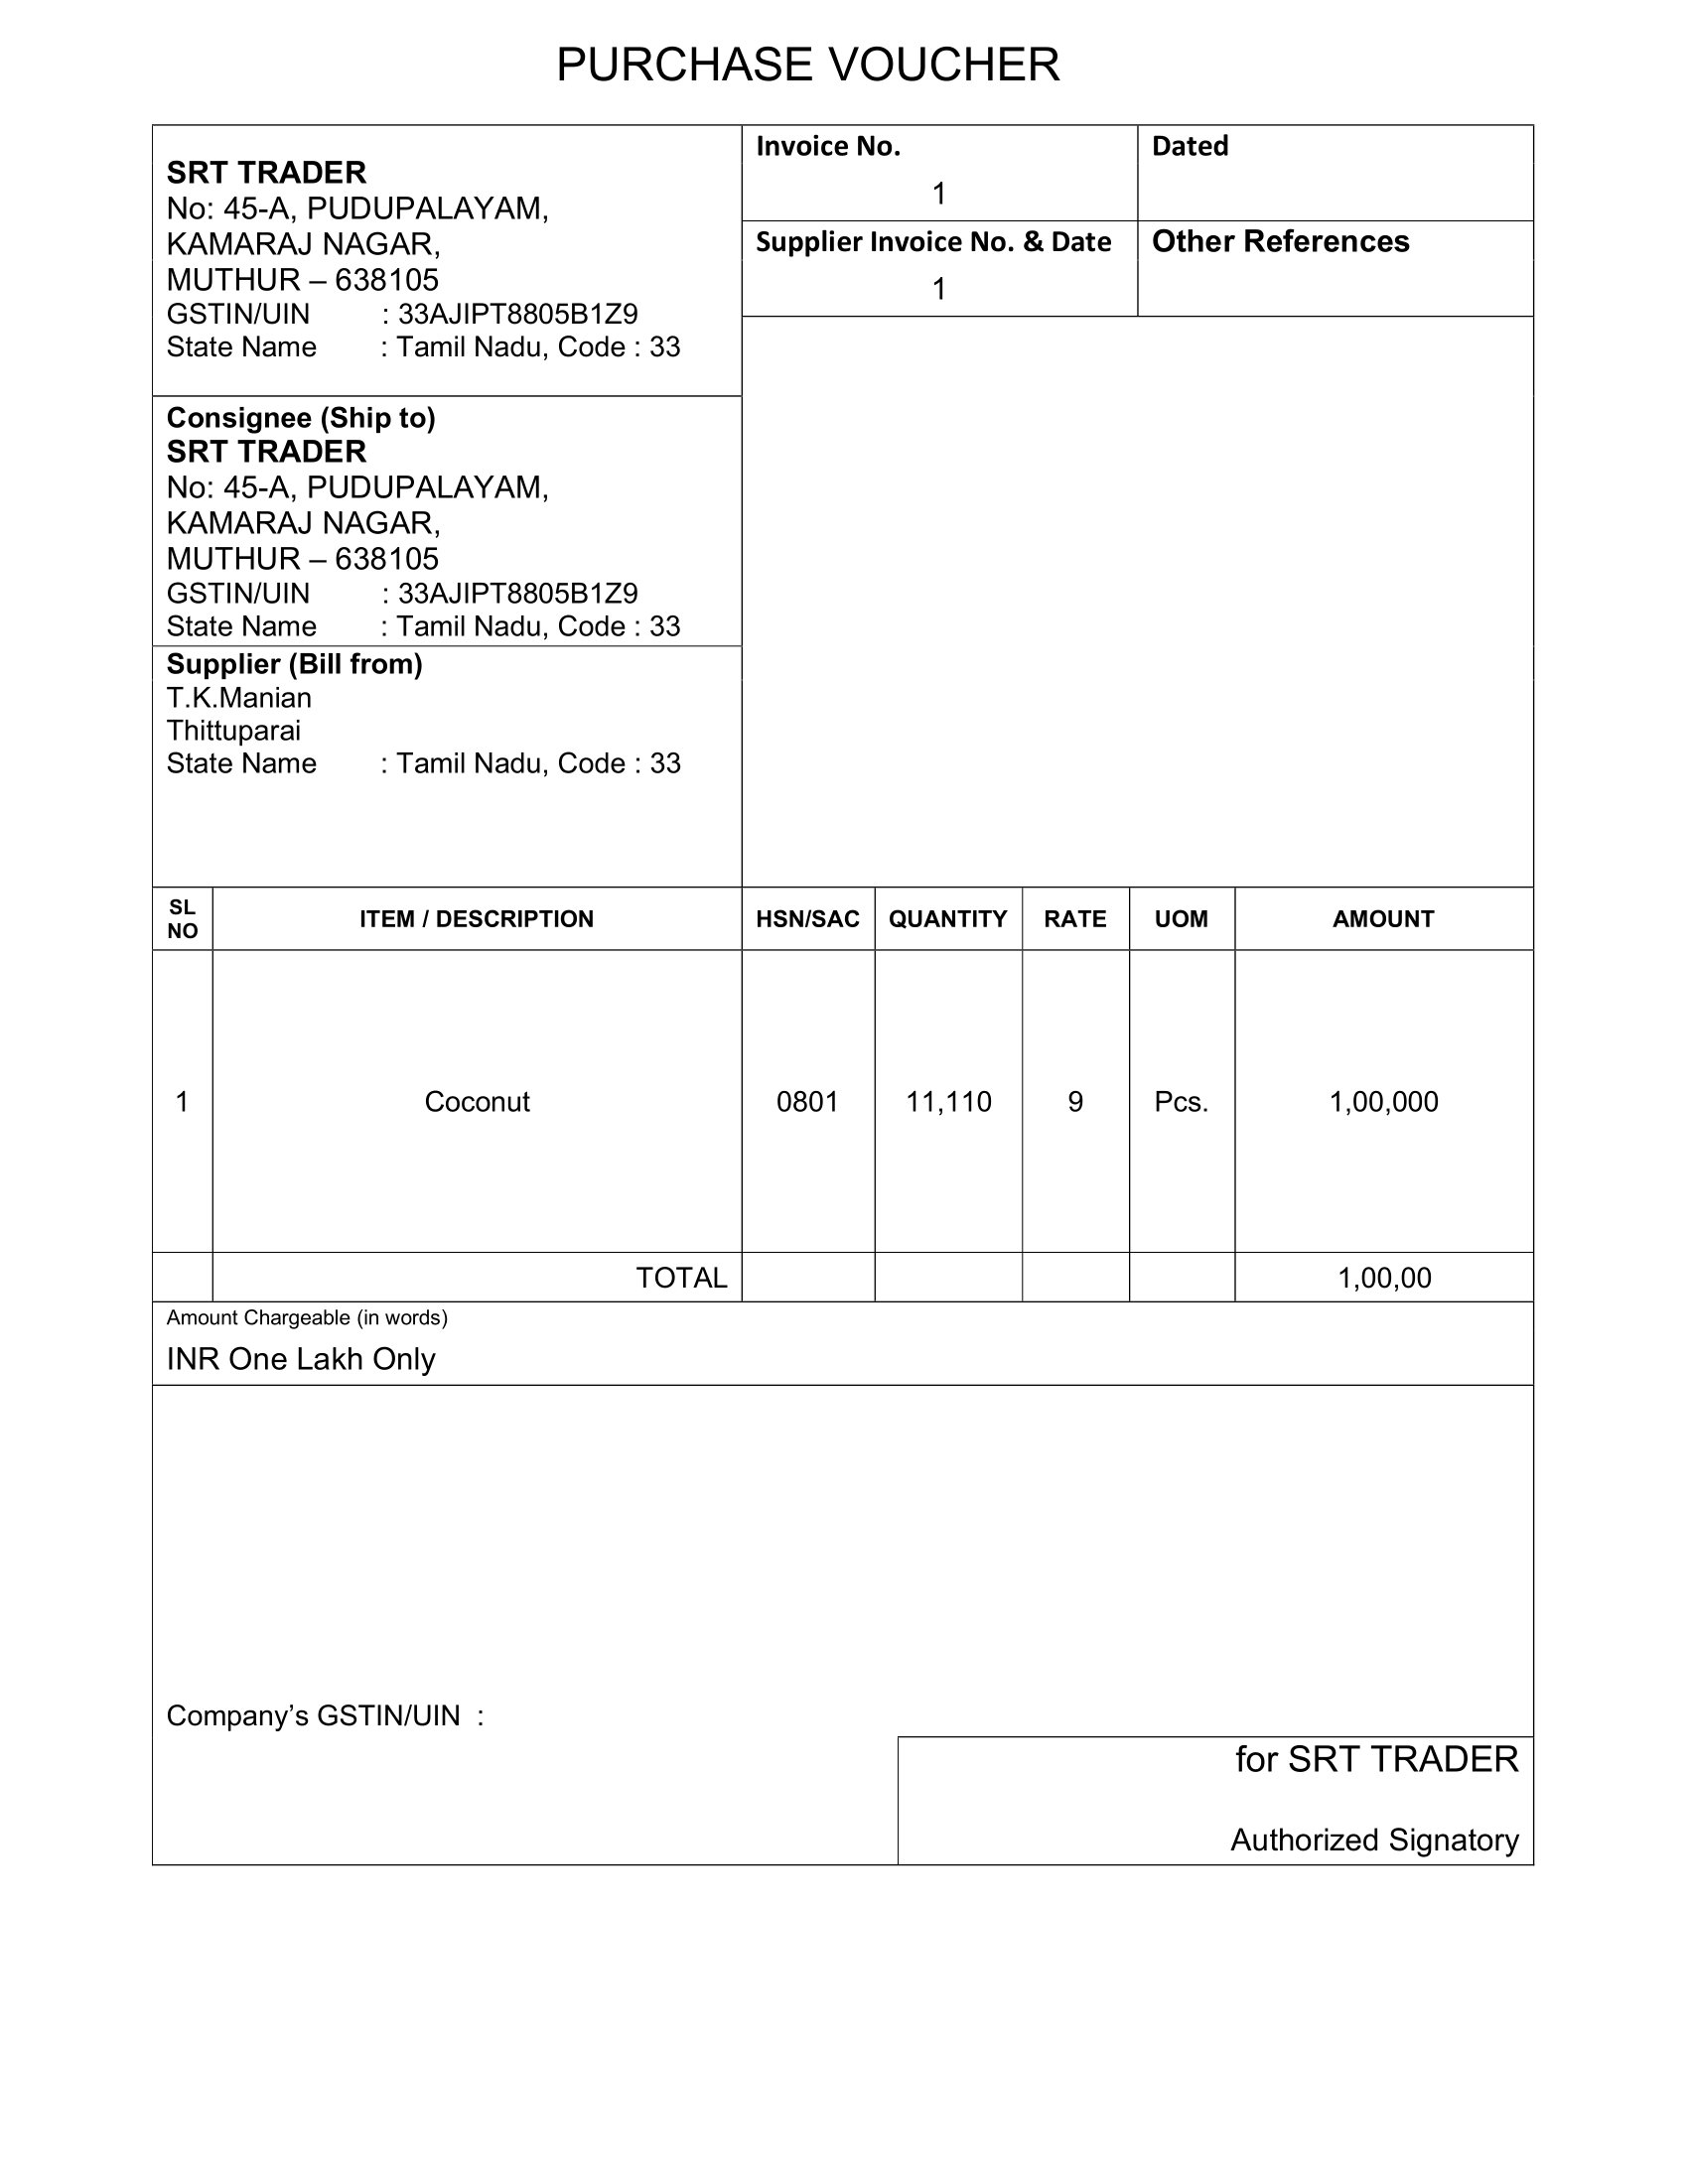 PURCHASE VOUCHER
SRT TRADER
No: 45-A, PUDUPALAYAM,
KAMARAJ NAGAR,
MUTHUR – 638105
GSTIN/UIN : 33AJIPT8805B1Z9
State Name : Tamil Nadu, Code : 33
Invoice No.
1
Dated
Supplier Invoice No. & Date
1
Other References
Consignee (Ship to)
SRT TRADER
No: 45-A, PUDUPALAYAM,
KAMARAJ NAGAR,
MUTHUR – 638105
GSTIN/UIN : 33AJIPT8805B1Z9
State Name : Tamil Nadu, Code : 33
Supplier (Bill from)
T.K.Manian
Thittuparai
State Name : Tamil Nadu, Code : 33
SL NO ITEM / DESCRIPTION HSN/SAC QUANTITY RATE UOM AMOUNT
1 Coconut 0801 11,110 9 Pcs. 1,00,000
TOTAL 1,00,00
Amount Chargeable (in words)
INR One Lakh Only
Company’s GSTIN/UIN :
for SRT TRADER
Authorized Signatory